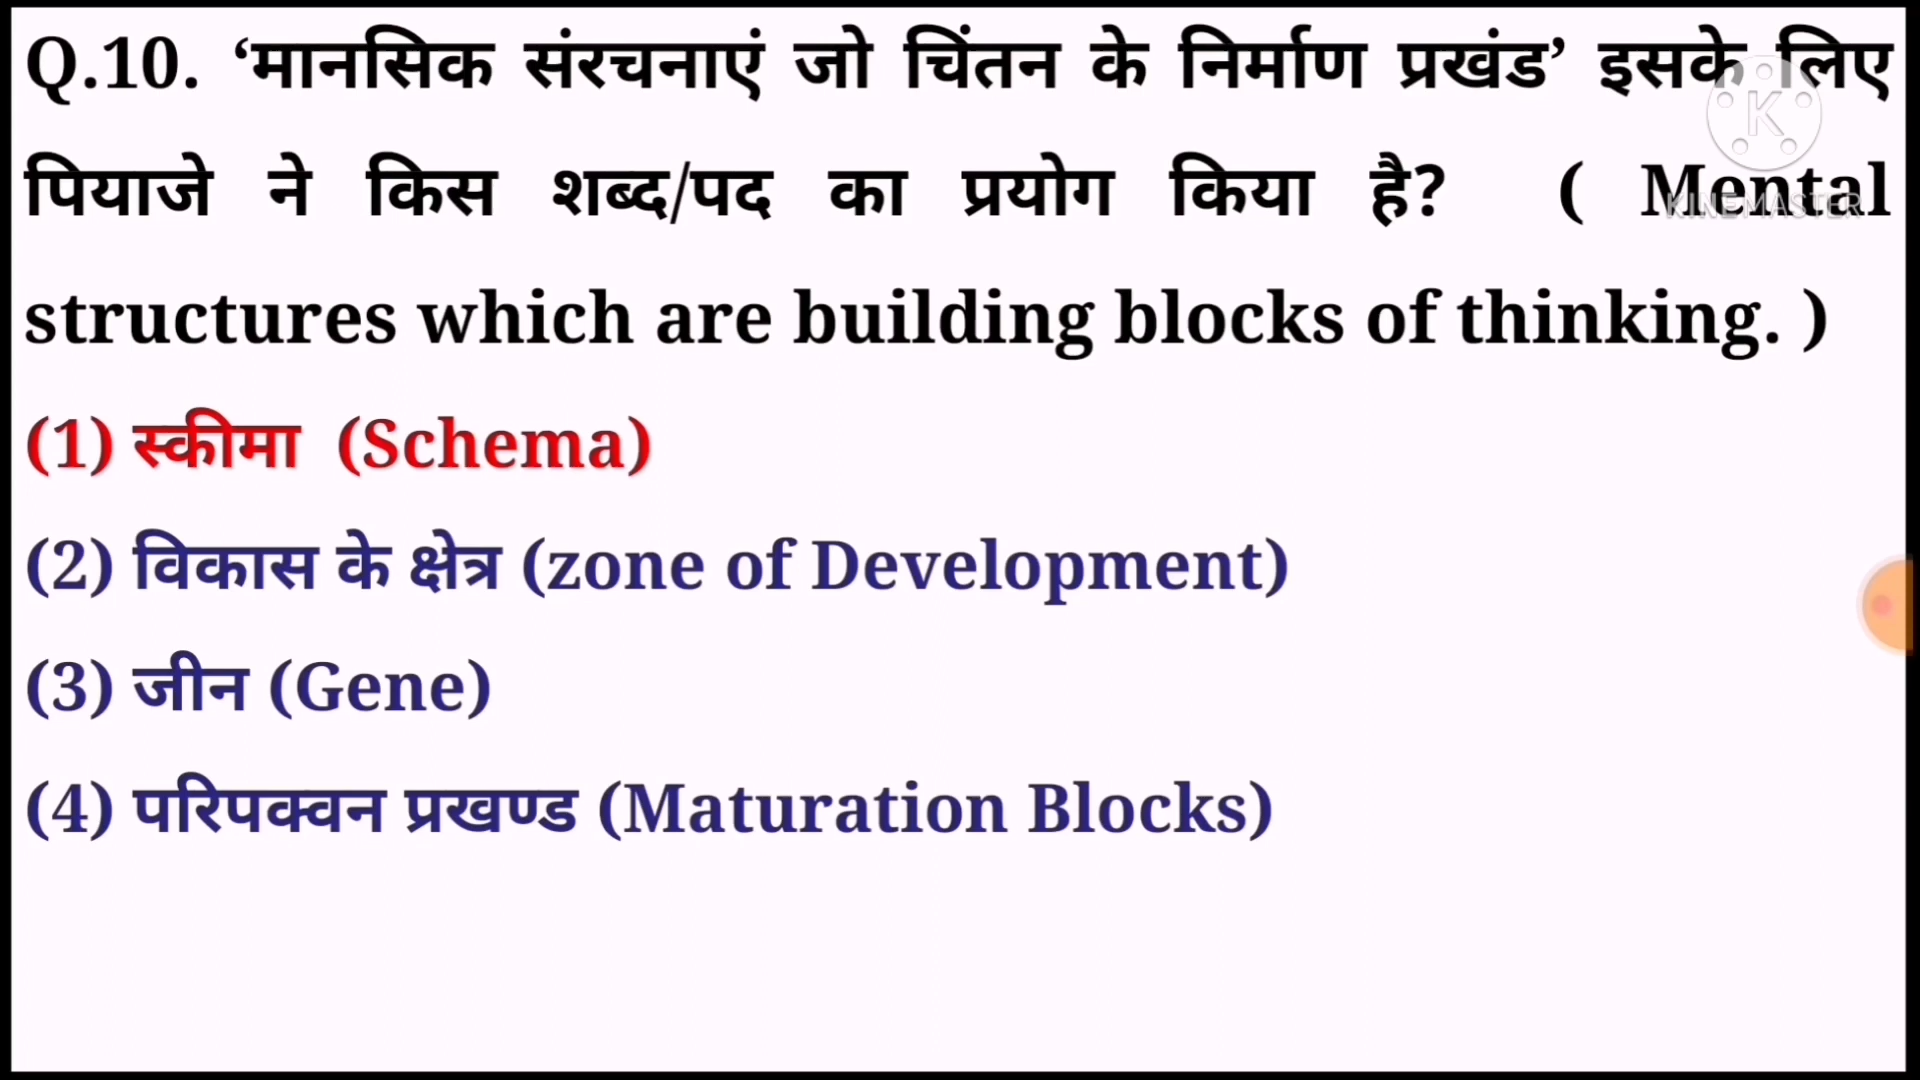 Q.10. ‘मानसिक संरचनाएं जो चिंतन के निर्माण प्रखंड’ इसके लिए
पियाजे ने किस शब्द/पद का प्रयोग किया है? ( Mental
structures which are building blocks of thinking. )
(1) स्कीमा (Schema)
(2) विकास के क्षेत्र (zone of Development)
(3) जीन (Gene)
(4) परिपक्वन प्रखण्ड (Maturation Blocks)
K
KINEMASTER